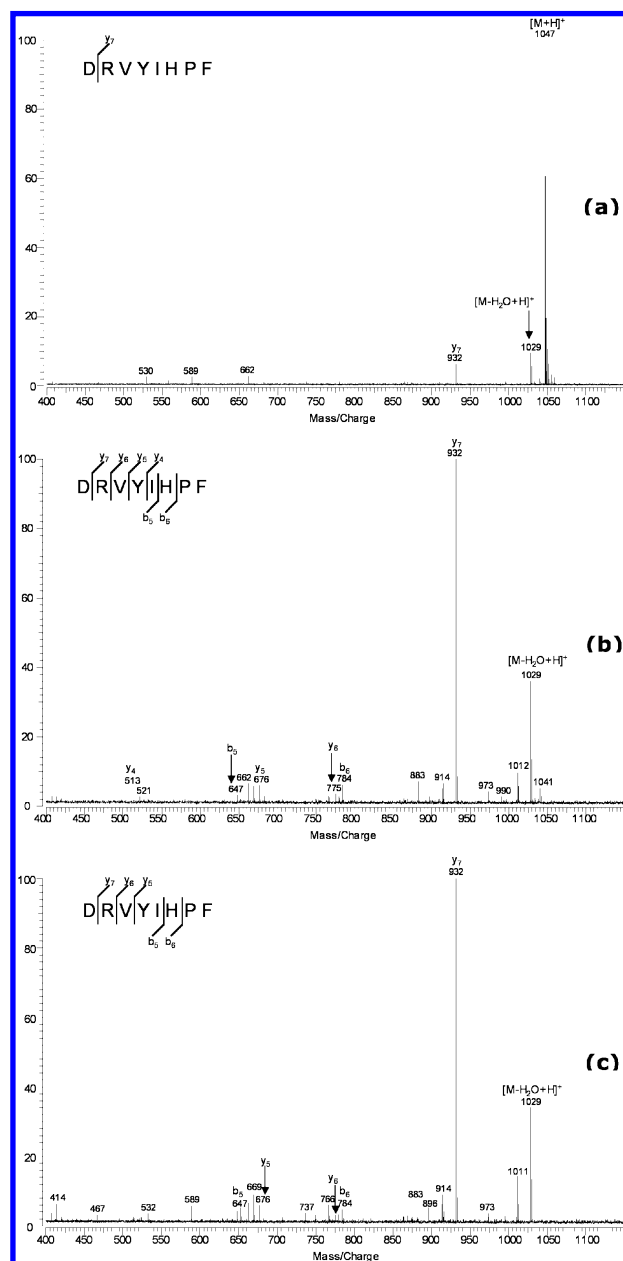 [M+H]⁺
1047
100
y₇
DRVYIHPF
80
(a)
60
40
[M-H₂O+H]⁺
20
1029
y₇
932
530 589 662
0
400 450 500 550 600 650 700 750 800 850 900 950 1000 1050 1100
Mass/Charge
y₇
932
100
y₇ y₆ y₅ y₄
DRVYIHPF
b₅ b₆
80
60
(b)
[M-H₂O+H]⁺
1029
40
20
b₅ y₆
y₄ y₅ b₆
513 662 676 784 914 1012
521 647 775 883 973 990 1041
0
400 450 500 550 600 650 700 750 800 850 900 950 1000 1050 1100
Mass/Charge
y₇
932
100
y₇ y₆ y₅
DRVYIHPF
b₅ b₆
80
60
(c)
[M-H₂O+H]⁺
1029
40
20
y₅ y₆
b₅ 669 b₆ 883 914 1011
414 467 532 589 647 676 737 766 784 896 973
0
400 450 500 550 600 650 700 750 800 850 900 950 1000 1050 1100
Mass/Charge